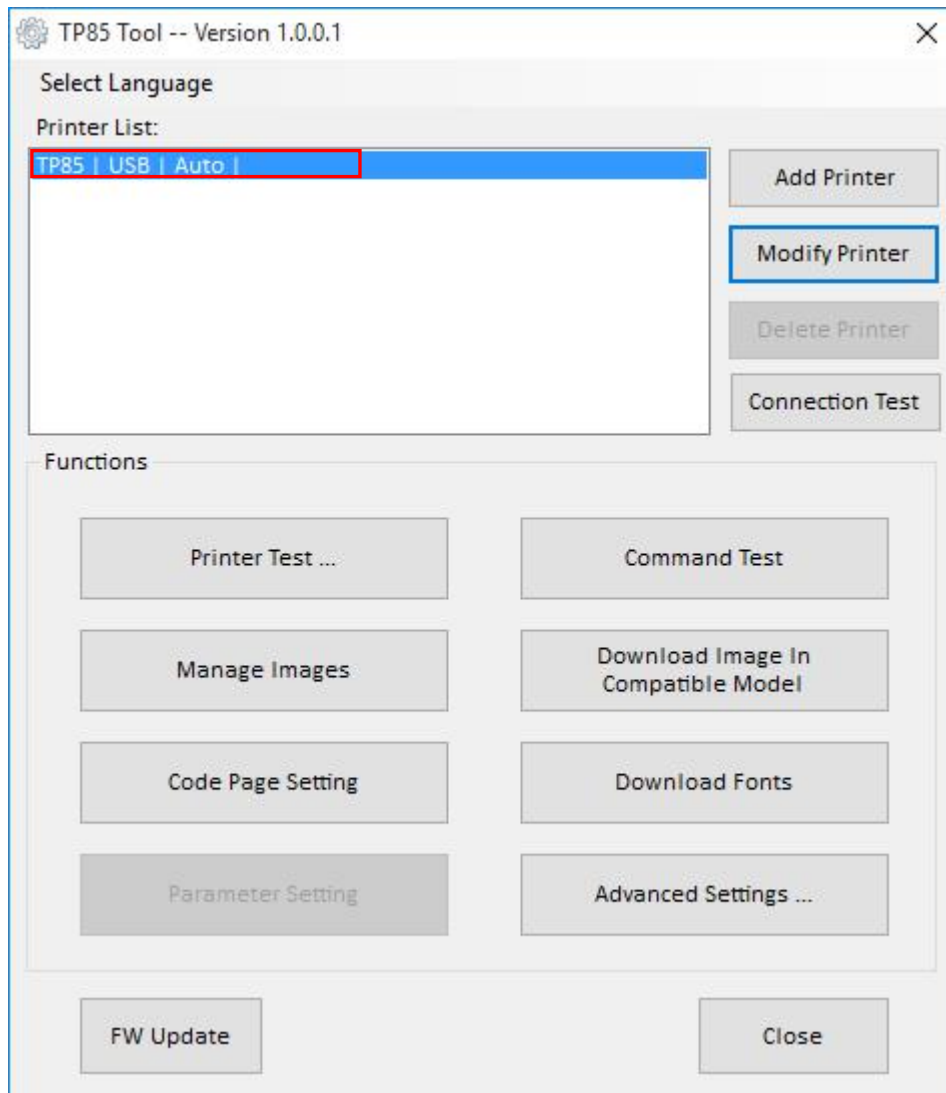 TP85 Tool -- Version 1.0.0.1
Select Language
Printer List:
TP85 | USB | Auto |
Add Printer
Modify Printer
Delete Printer
Connection Test
Functions
Printer Test ...
Command Test
Manage Images
Download Image In
Compatible Model
Code Page Setting
Download Fonts
Parameter Setting
Advanced Settings ...
FW Update
Close